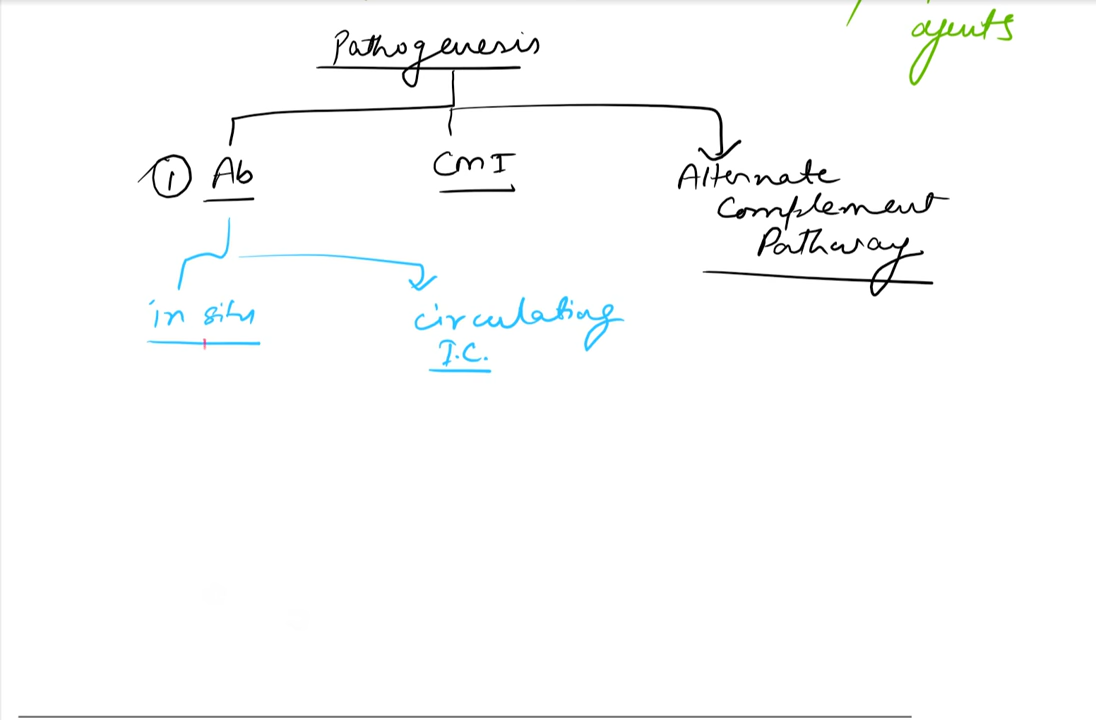 agents
Pathogenesis
① Ab
CMI
Alternate
Complement
Pathway
in situ
circulating
I.C.